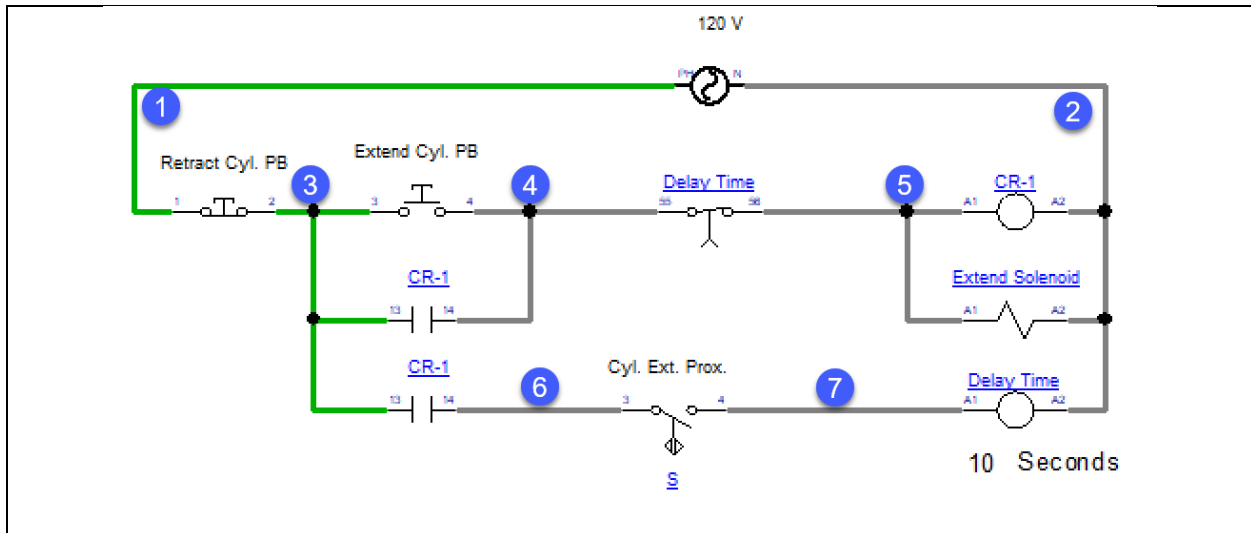 120 V
PH N
1
2
Retract Cyl. PB
Extend Cyl. PB
3
4
Delay Time
5
CR-1
1 2
3 4
55 56
A1 A2
CR-1
Extend Solenoid
13 14
A1 A2
CR-1
Cyl. Ext. Prox.
Delay Time
6
7
13 14
3 4
A1 A2
S
10 Seconds